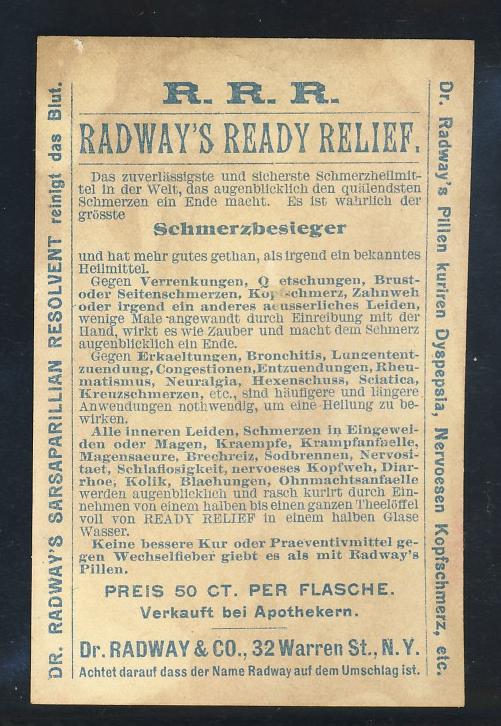 R. R. R.
RADWAY'S READY RELIEF.
Das zuverlässigste und sicherste Schmerzheilmit-
tel in der Welt, das augenblicklich den quälendsten
Schmerzen ein Ende macht. Es ist wahrlich der
grösste
Schmerzbesieger
und hat mehr gutes gethan, als irgend ein bekanntes
Heilmittel.
Gegen Verrenkungen, Q etschungen, Brust-
oder Seitenschmerzen, Kopfschmerz, Zahnweh
oder irgend ein anderes aeusserliches Leiden,
wenige Male angewandt durch Einreibung mit der
Hand, wirkt es wie Zauber und macht dem Schmerz
augenblicklich ein Ende.
Gegen Erkaeltungen, Bronchitis, Lungentent-
zuendung, Congestionen, Entzuendungen, Rheu-
matismus, Neuralgia, Hexenschuss, Sciatica,
Kreuzschmerzen, etc., sind häufigere und längere
Anwendungen nothwendig, um eine Heilung zu be-
wirken.
Alle inneren Leiden, Schmerzen in Eingewei-
den oder Magen, Kraempfe, Krampfanfaelle,
Magensaeure, Brechreiz, Sodbrennen, Nervosi-
taet, Schlaflosigkeit, nervoeses Kopfweh, Diar-
rhoe, Kolik, Blaehungen, Ohnmachtsanfaelle
werden augenblicklich und rasch kurirt durch Ein-
nehmen von einem halben bis einen ganzen Theelöffel
voll von READY RELIEF in einem halben Glase
Wasser.
Keine bessere Kur oder Praeventivmittel ge-
gen Wechselfieber giebt es als mit Radway's
Pillen.
PREIS 50 CT. PER FLASCHE.
Verkauft bei Apothekern.
Dr. RADWAY & CO., 32 Warren St., N. Y.
Achtet darauf dass der Name Radway auf dem Umschlag ist.
DR. RADWAY'S SARSAPARILLIAN RESOLVENT reinigt das Blut.
Dr. Radway's Pillen kuriren Dyspepsia, Nervoesen Kopfschmerz, etc.